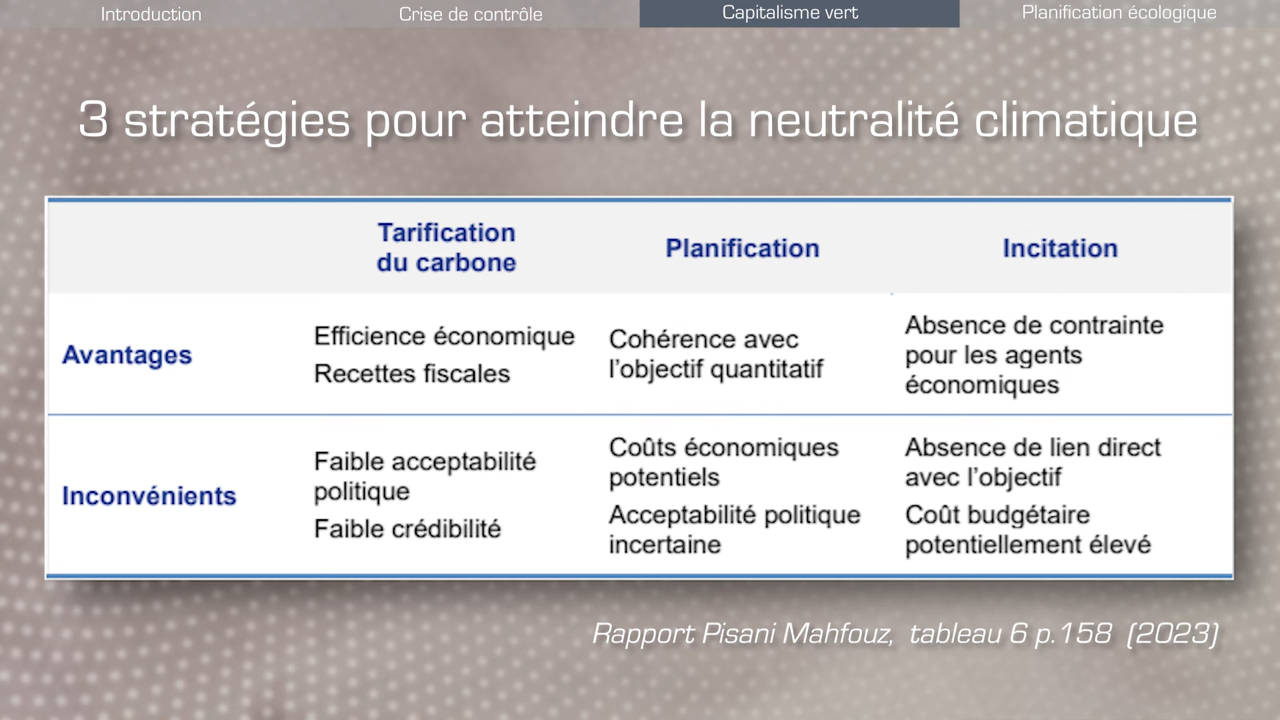 Introduction
Crise de contrôle
Capitalisme vert
Planification écologique
3 stratégies pour atteindre la neutralité climatique
Tarification
du carbone
Planification
Incitation
Avantages
Efficience économique
Recettes fiscales
Cohérence avec
l’objectif quantitatif
Absence de contrainte
pour les agents
économiques
Inconvénients
Faible acceptabilité
politique
Faible crédibilité
Coûts économiques
potentiels
Acceptabilité politique
incertaine
Absence de lien direct
avec l’objectif
Coût budgétaire
potentiellement élevé
Rapport Pisani Mahfouz, tableau 6 p.158 (2023)